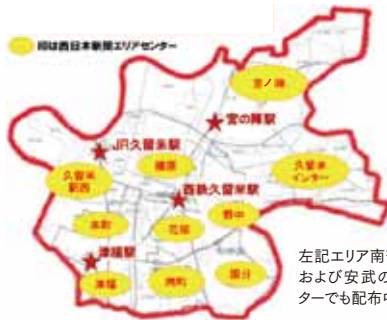 印は西日本新聞エリアセンター
宮ノ陣
宮の陣駅
JR久留米駅
久留米
駅西
櫛原
久留米
インター
西鉄久留米駅
野中
本町
花畑
津福駅
津福
南町
国分
左記エリア南
および安武の
ターでも配布中